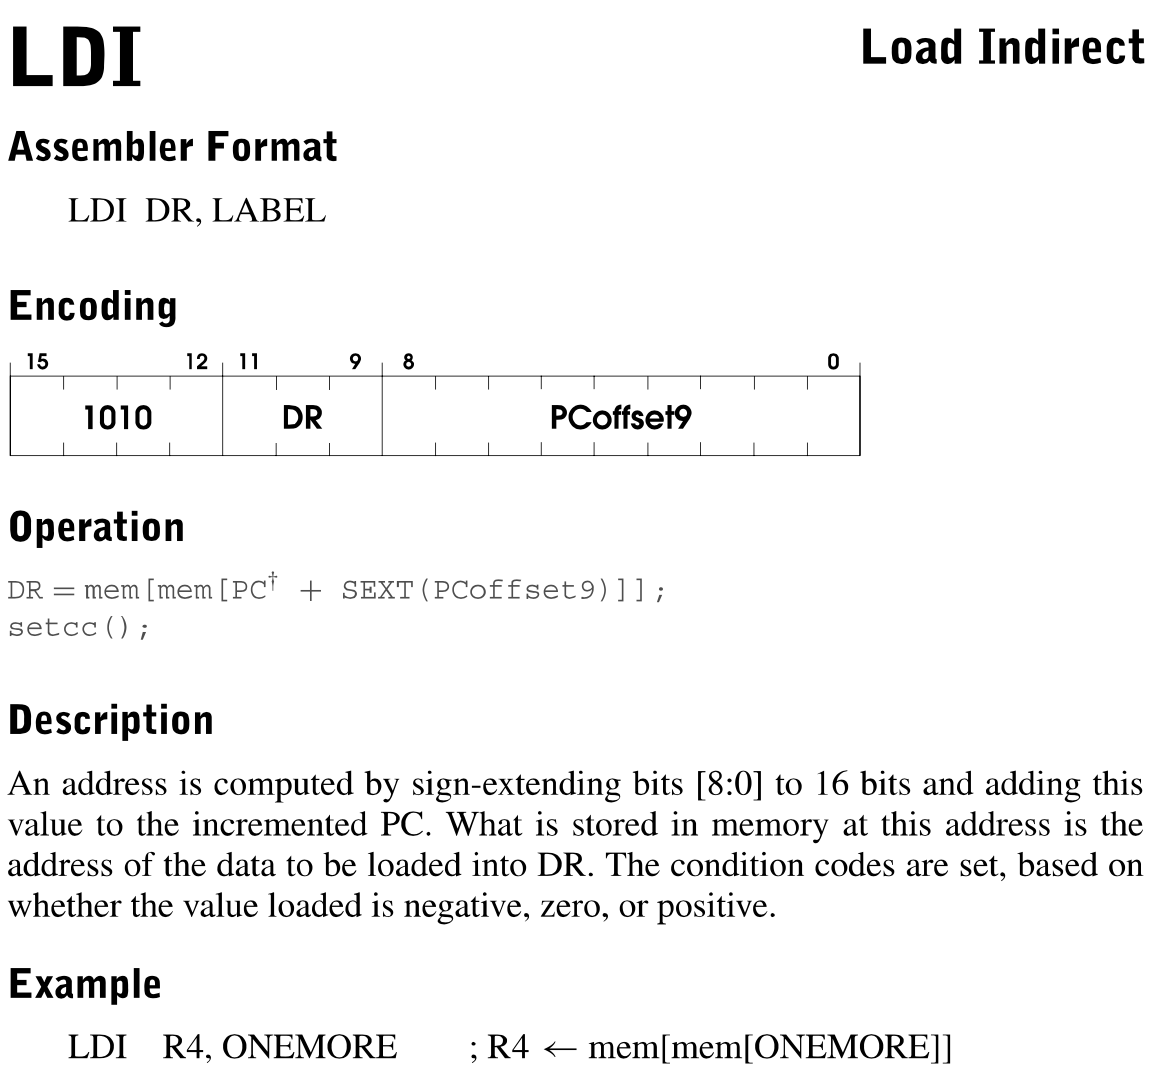 LDI Load Indirect
Assembler Format
LDI DR, LABEL
Encoding
15 12 11 9 8 0
1010 DR PCoffset9
Operation
DR = mem[mem[PC† + SEXT(PCoffset9)]];
setcc();
Description
An address is computed by sign-extending bits [8:0] to 16 bits and adding this
value to the incremented PC. What is stored in memory at this address is the
address of the data to be loaded into DR. The condition codes are set, based on
whether the value loaded is negative, zero, or positive.
Example
LDI R4, ONEMORE ; R4 ← mem[mem[ONEMORE]]